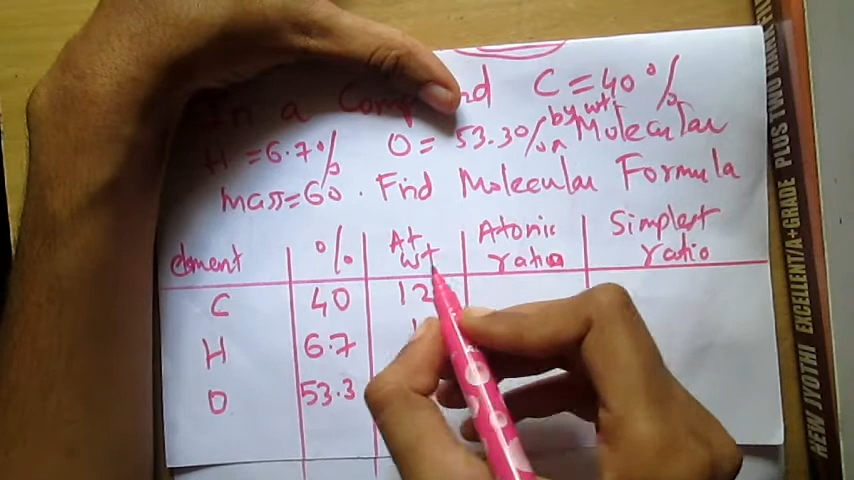 In a Compound C = 40%
H = 6.7% O = 53.3% by wt. Molecular
Mass = 60. Find Molecular Formula
element % At wt Atomic ratio Simplest ratio
C 40 12
H 6.7 1
O 53.3
NEW JYOTHI EXCELLENT/A+GRADE PLUS TWO